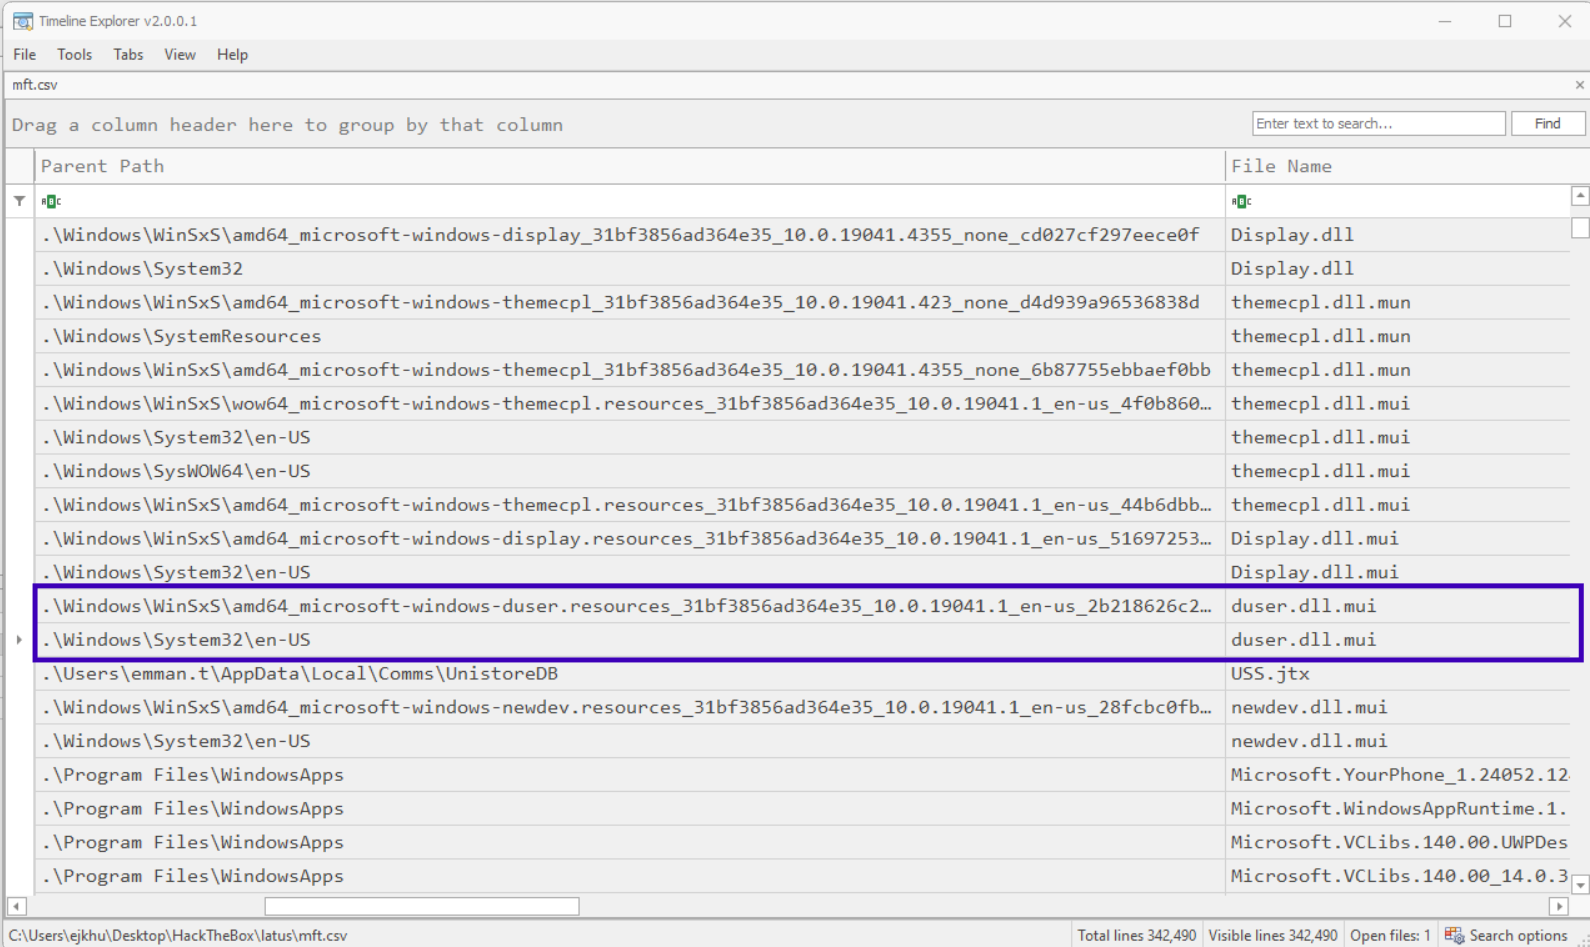 Timeline Explorer v2.0.0.1
File Tools Tabs View Help
mft.csv
Drag a column header here to group by that column
Enter text to search... Find
Parent Path File Name
.\Windows\WinSxS\amd64_microsoft-windows-display_31bf3856ad364e35_10.0.19041.4355_none_cd027cf297eece0f Display.dll
.\Windows\System32 Display.dll
.\Windows\WinSxS\amd64_microsoft-windows-themecpl_31bf3856ad364e35_10.0.19041.423_none_d4d939a96536838d themecpl.dll.mun
.\Windows\SystemResources themecpl.dll.mun
.\Windows\WinSxS\amd64_microsoft-windows-themecpl_31bf3856ad364e35_10.0.19041.4355_none_6b87755ebbaef0bb themecpl.dll.mun
.\Windows\WinSxS\wow64_microsoft-windows-themecpl.resources_31bf3856ad364e35_10.0.19041.1_en-us_4f0b860... themecpl.dll.mui
.\Windows\System32\en-US themecpl.dll.mui
.\Windows\SysWOW64\en-US themecpl.dll.mui
.\Windows\WinSxS\amd64_microsoft-windows-themecpl.resources_31bf3856ad364e35_10.0.19041.1_en-us_44b6dbb... themecpl.dll.mui
.\Windows\WinSxS\amd64_microsoft-windows-display.resources_31bf3856ad364e35_10.0.19041.1_en-us_51697253... Display.dll.mui
.\Windows\System32\en-US Display.dll.mui
.\Windows\WinSxS\amd64_microsoft-windows-duser.resources_31bf3856ad364e35_10.0.19041.1_en-us_2b218626c2... duser.dll.mui
.\Windows\System32\en-US duser.dll.mui
.\Users\emman.t\AppData\Local\Comms\UnistoreDB USS.jtx
.\Windows\WinSxS\amd64_microsoft-windows-newdev.resources_31bf3856ad364e35_10.0.19041.1_en-us_28fcbc0fb... newdev.dll.mui
.\Windows\System32\en-US newdev.dll.mui
.\Program Files\WindowsApps Microsoft.YourPhone_1.24052.12
.\Program Files\WindowsApps Microsoft.WindowsAppRuntime.1.
.\Program Files\WindowsApps Microsoft.VCLibs.140.00.UWPDes
.\Program Files\WindowsApps Microsoft.VCLibs.140.00_14.0.3
C:\Users\ejkhu\Desktop\HackTheBox\latus\mft.csv Total lines 342,490 Visible lines 342,490 Open files: 1 Search options